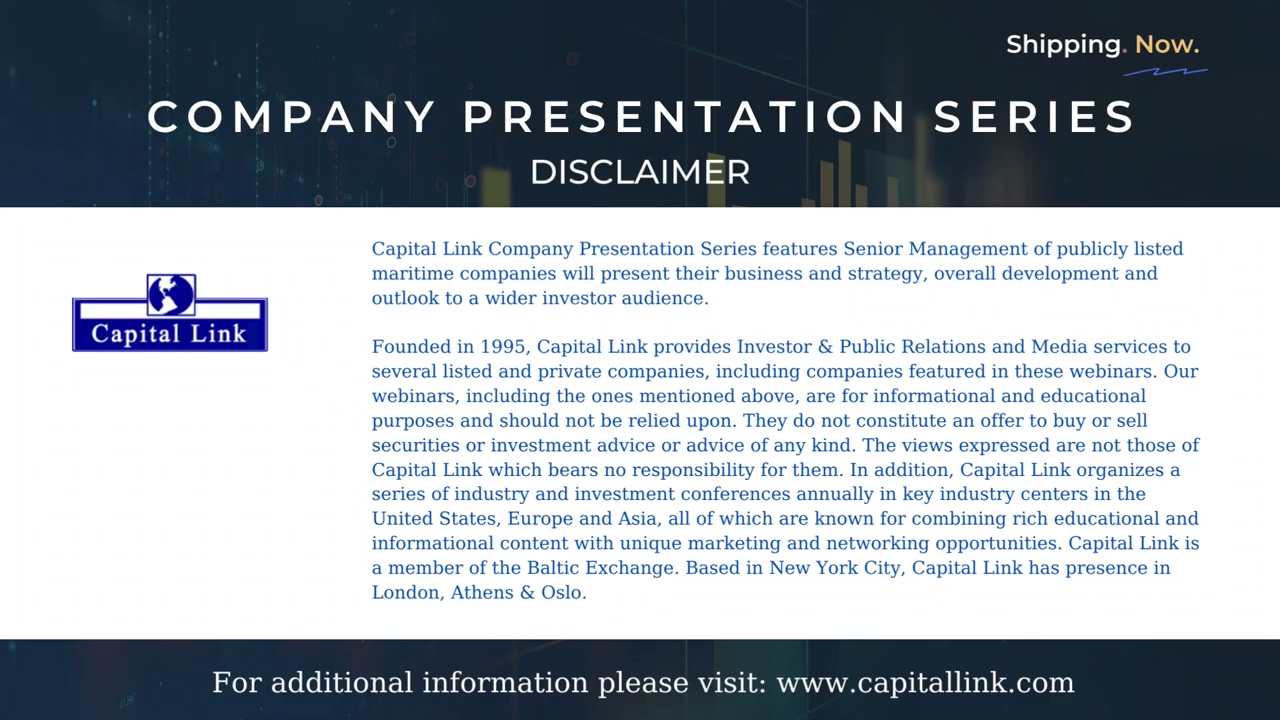 Shipping. Now.
COMPANY PRESENTATION SERIES
DISCLAIMER
Capital Link
Capital Link Company Presentation Series features Senior Management of publicly listed
maritime companies will present their business and strategy, overall development and
outlook to a wider investor audience.
Founded in 1995, Capital Link provides Investor & Public Relations and Media services to
several listed and private companies, including companies featured in these webinars. Our
webinars, including the ones mentioned above, are for informational and educational
purposes and should not be relied upon. They do not constitute an offer to buy or sell
securities or investment advice or advice of any kind. The views expressed are not those of
Capital Link which bears no responsibility for them. In addition, Capital Link organizes a
series of industry and investment conferences annually in key industry centers in the
United States, Europe and Asia, all of which are known for combining rich educational and
informational content with unique marketing and networking opportunities. Capital Link is
a member of the Baltic Exchange. Based in New York City, Capital Link has presence in
London, Athens & Oslo.
For additional information please visit: www.capitallink.com